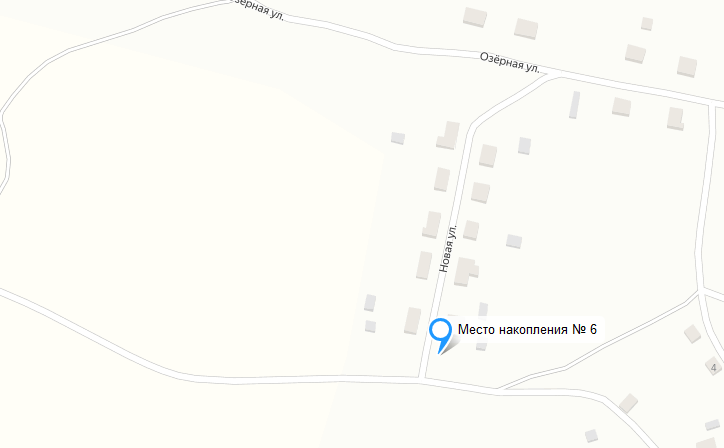 Озёрная ул.
Озёрная ул.
Новая ул.
Место накопления № 6
4